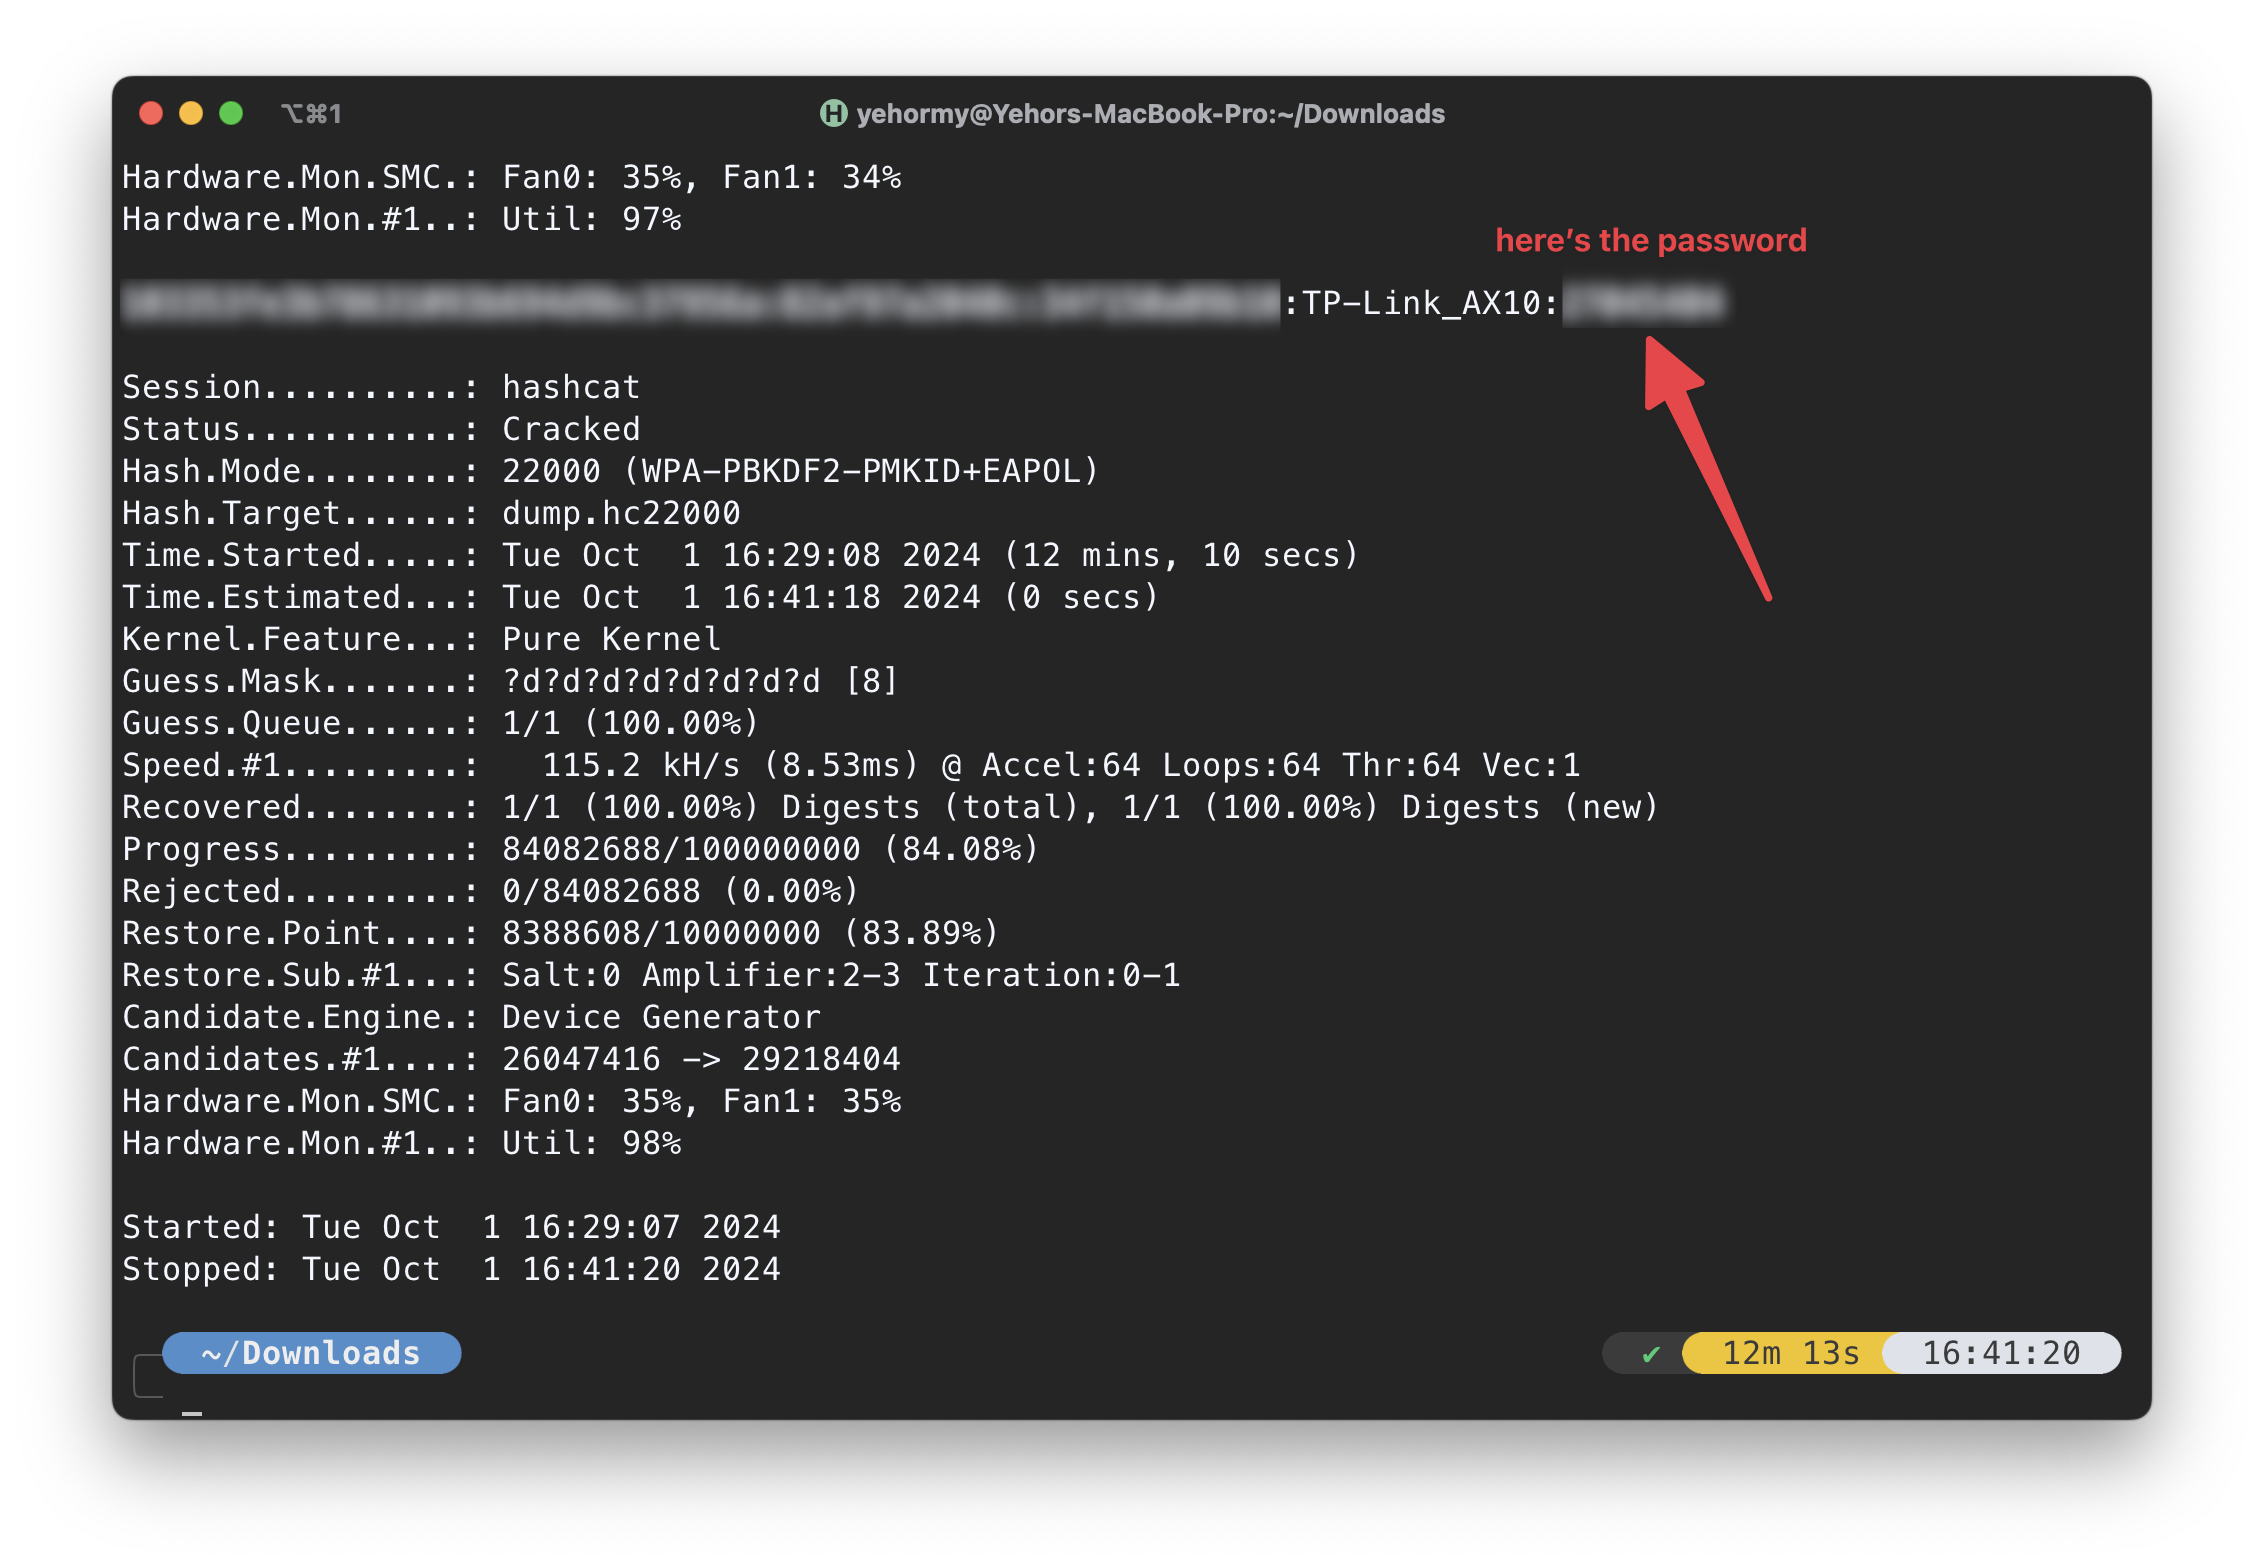 ⌥⌘1
yehormy@Yehors-MacBook-Pro:~/Downloads
Hardware.Mon.SMC.: Fan0: 35%, Fan1: 34%
Hardware.Mon.#1..: Util: 97%
here's the password
:TP-Link_AX10:
Session..........: hashcat
Status...........: Cracked
Hash.Mode........: 22000 (WPA-PBKDF2-PMKID+EAPOL)
Hash.Target......: dump.hc22000
Time.Started.....: Tue Oct  1 16:29:08 2024 (12 mins, 10 secs)
Time.Estimated...: Tue Oct  1 16:41:18 2024 (0 secs)
Kernel.Feature...: Pure Kernel
Guess.Mask.......: ?d?d?d?d?d?d?d?d [8]
Guess.Queue......: 1/1 (100.00%)
Speed.#1.........:   115.2 kH/s (8.53ms) @ Accel:64 Loops:64 Thr:64 Vec:1
Recovered........: 1/1 (100.00%) Digests (total), 1/1 (100.00%) Digests (new)
Progress.........: 84082688/100000000 (84.08%)
Rejected.........: 0/84082688 (0.00%)
Restore.Point....: 8388608/10000000 (83.89%)
Restore.Sub.#1...: Salt:0 Amplifier:2-3 Iteration:0-1
Candidate.Engine.: Device Generator
Candidates.#1....: 26047416 -> 29218404
Hardware.Mon.SMC.: Fan0: 35%, Fan1: 35%
Hardware.Mon.#1..: Util: 98%
Started: Tue Oct  1 16:29:07 2024
Stopped: Tue Oct  1 16:41:20 2024
~/Downloads ✔ 12m 13s 16:41:20